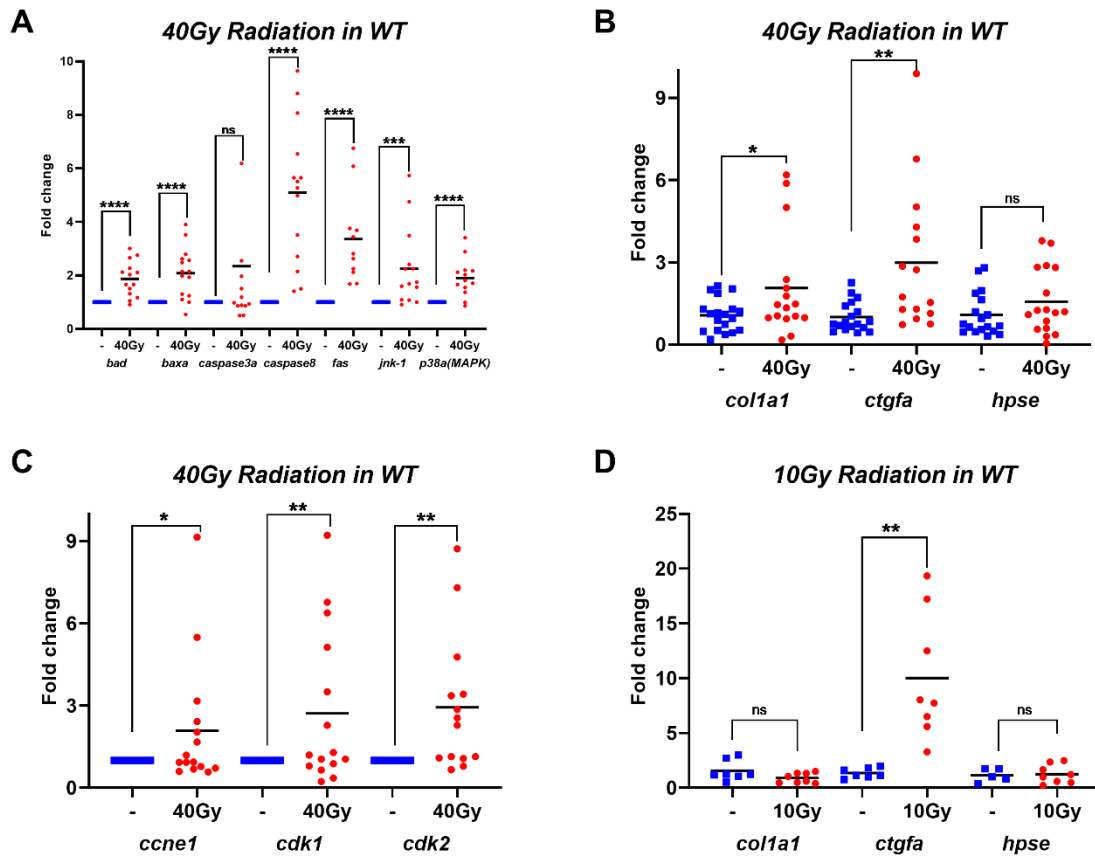 A
40Gy Radiation in WT
**** **** ns **** **** *** ****
Fold change
10
8
6
4
2
0
- 40Gy - 40Gy - 40Gy - 40Gy - 40Gy - 40Gy - 40Gy
bad baxa caspase3a caspase8 fas jnk-1 p38a(MAPK)
B
40Gy Radiation in WT
* ** ns
Fold change
9
6
3
0
- 40Gy - 40Gy - 40Gy
col1a1 ctgfa hpse
C
40Gy Radiation in WT
* ** **
Fold change
9
6
3
0
- 40Gy - 40Gy - 40Gy
ccne1 cdk1 cdk2
D
10Gy Radiation in WT
ns ** ns
Fold change
25
20
15
10
5
0
- 10Gy - 10Gy - 10Gy
col1a1 ctgfa hpse